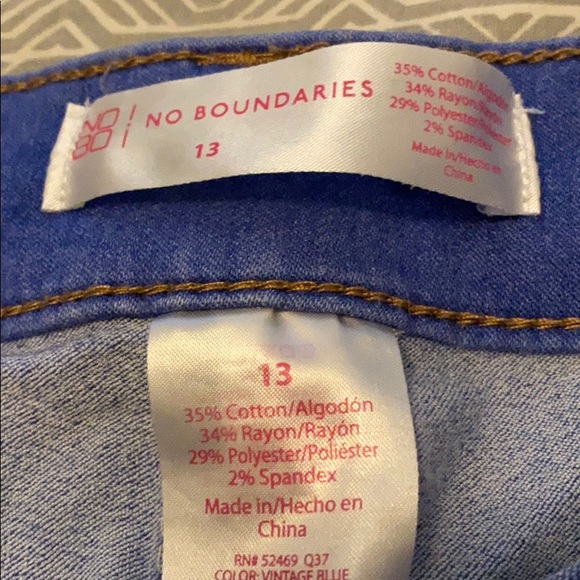 NO
BO
NO BOUNDARIES
13
35% Cotton/Algodón
34% Rayon/Rayón
29% Polyester/Poliéster
2% Spandex
Made in/Hecho en
China
13
35% Cotton/Algodón
34% Rayon/Rayón
29% Polyester/Poliéster
2% Spandex
Made in/Hecho en
China
RN# 52469 Q37
COLOR: VINTAGE BLUE